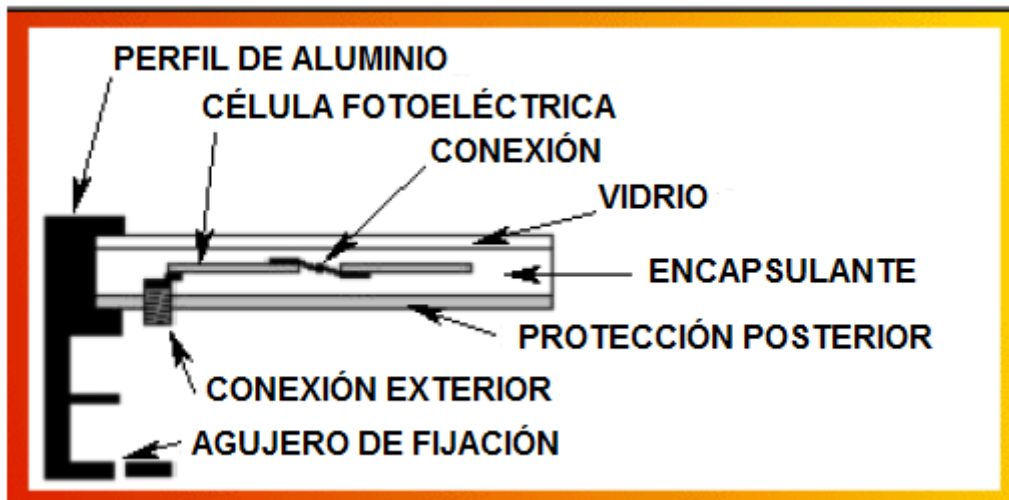 PERFIL DE ALUMINIO
CÉLULA FOTOELÉCTRICA
CONEXIÓN
VIDRIO
ENCAPSULANTE
PROTECCIÓN POSTERIOR
CONEXIÓN EXTERIOR
AGUJERO DE FIJACIÓN